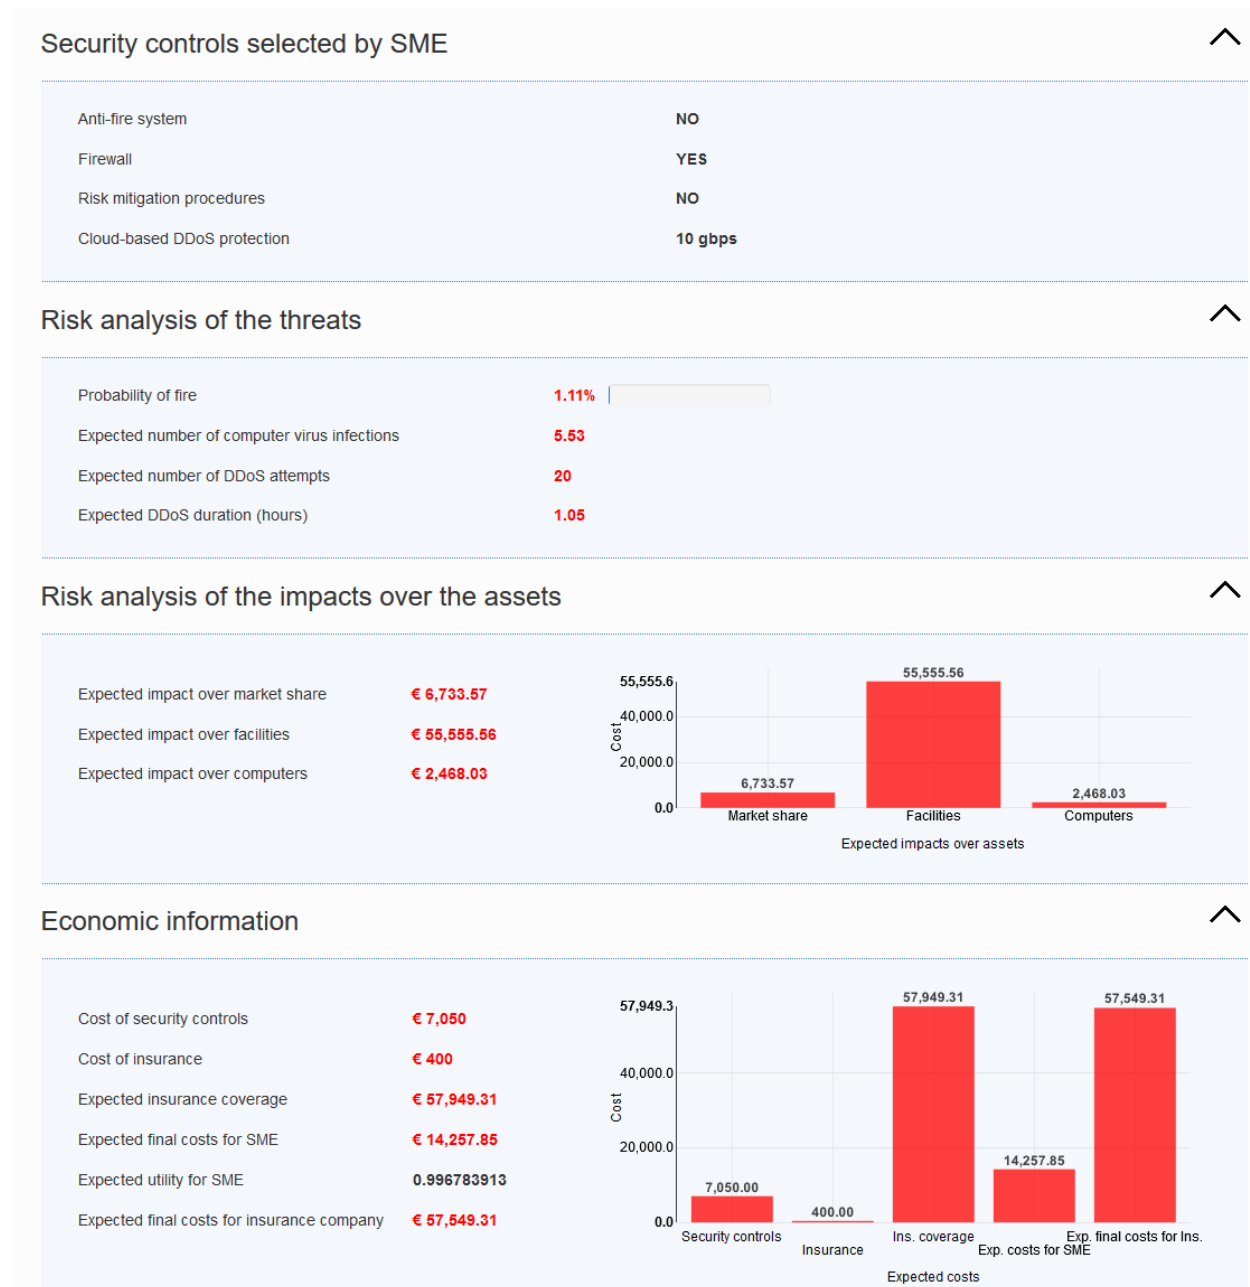 Security controls selected by SME
Anti-fire system NO
Firewall YES
Risk mitigation procedures NO
Cloud-based DDoS protection 10 gbps
Risk analysis of the threats
Probability of fire 1.11%
Expected number of computer virus infections 5.53
Expected number of DDoS attempts 20
Expected DDoS duration (hours) 1.05
Risk analysis of the impacts over the assets
Expected impact over market share € 6,733.57
Expected impact over facilities € 55,555.56
Expected impact over computers € 2,468.03
55,555.6
40,000.0
20,000.0
0.0
Cost
6,733.57
55,555.56
2,468.03
Market share Facilities Computers
Expected impacts over assets
Economic information
Cost of security controls € 7,050
Cost of insurance € 400
Expected insurance coverage € 57,949.31
Expected final costs for SME € 14,257.85
Expected utility for SME 0.996783913
Expected final costs for insurance company € 57,549.31
57,949.3
40,000.0
20,000.0
0.0
Cost
7,050.00
400.00
57,949.31
14,257.85
57,549.31
Security controls Insurance Ins. coverage Exp. costs for SME Exp. final costs for Ins.
Expected costs